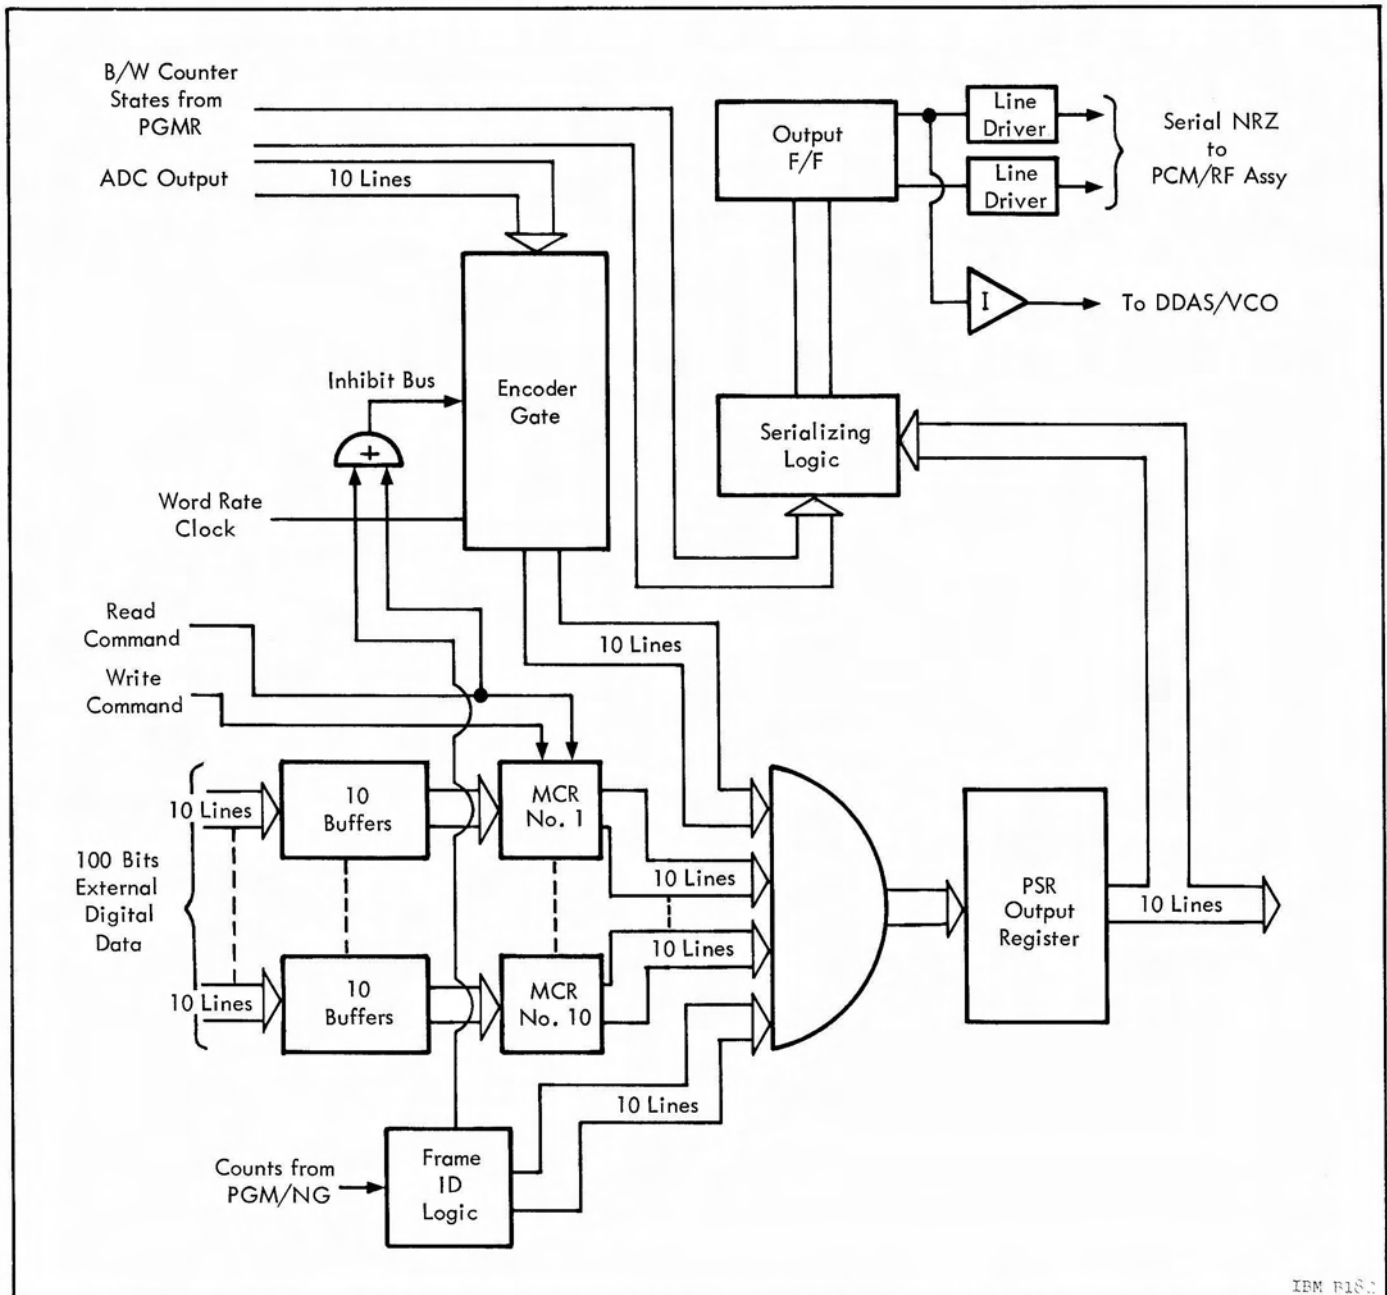 B/W Counter
States from
PGMR
ADC Output
10 Lines
Output
F/F
Line
Driver
Line
Driver
Serial NRZ
to
PCM/RF Assy
I
To DDAS/VCO
Inhibit Bus
Encoder
Gate
+
Word Rate
Clock
Serializing
Logic
Read
Command
Write
Command
10 Lines
100 Bits
External
Digital
Data
10 Lines
10
Buffers
MCR
No. 1
10 Lines
10 Lines
10 Lines
10
Buffers
MCR
No. 10
PSR
Output
Register
10 Lines
10 Lines
Counts from
PGM/NG
Frame
ID
Logic
IBM